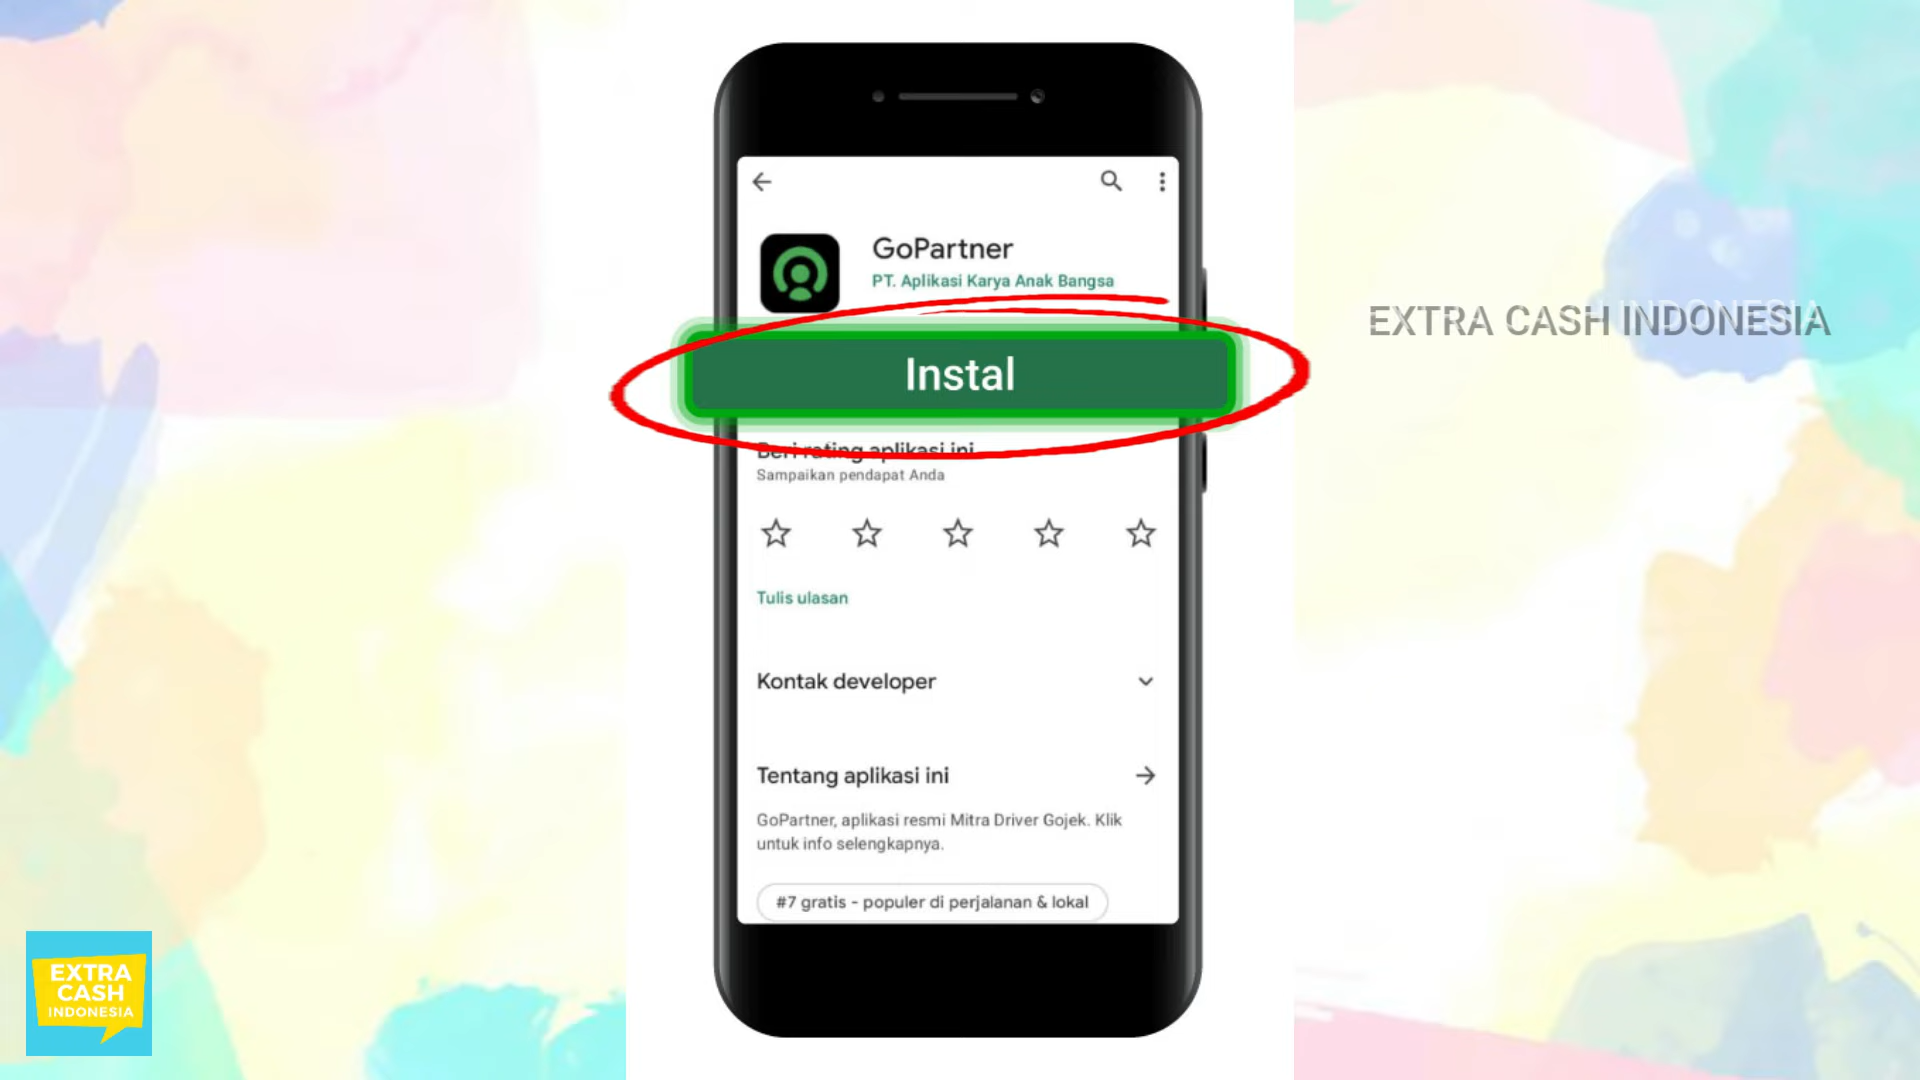 GoPartner
PT. Aplikasi Karya Anak Bangsa
Instal
Beri rating aplikasi ini
Sampaikan pendapat Anda
Tulis ulasan
Kontak developer
Tentang aplikasi ini
GoPartner, aplikasi resmi Mitra Driver Gojek. Klik
untuk info selengkapnya.
#7 gratis - populer di perjalanan & lokal
EXTRA CASH INDONESIA
EXTRA
CASH
INDONESIA